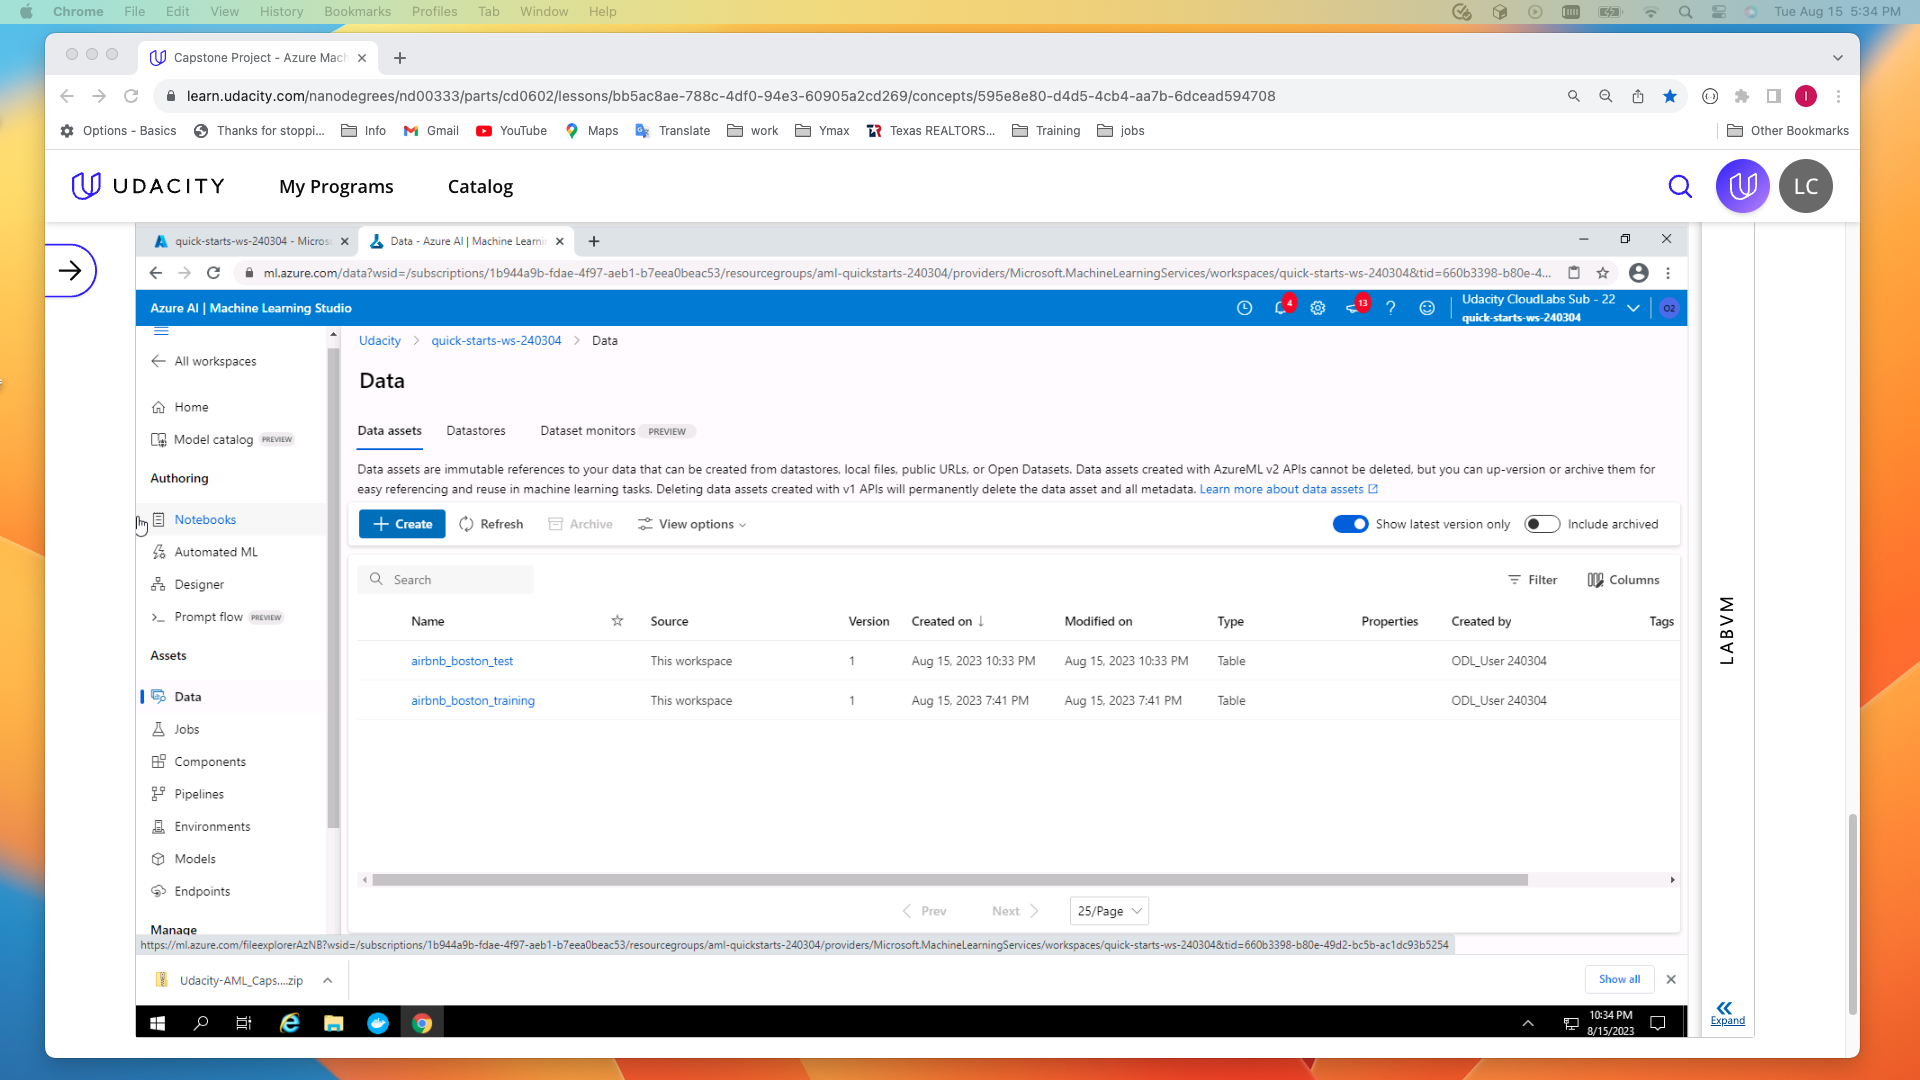 Chrome File Edit View History Bookmarks Profiles Tab Window Help Tue Aug 15 5:34 PM
Capstone Project - Azure Mach
learn.udacity.com/nanodegrees/nd00333/parts/cd0602/lessons/bb5ac8ae-788c-4df0-94e3-60905a2cd269/concepts/595e8e80-d4d5-4cb4-aa7b-6dcead594708
I
Options - Basics Thanks for stoppi... Info Gmail YouTube Maps Translate work Ymax Texas REALTORS... Training jobs Other Bookmarks
UDACITY My Programs Catalog LC
quick-starts-ws-240304 - Micros Data - Azure AI | Machine Learni
ml.azure.com/data?wsid=/subscriptions/1b944a9b-fdae-4f97-aeb1-b7eea0beac53/resourcegroups/aml-quickstarts-240304/providers/Microsoft.MachineLearningServices/workspaces/quick-starts-ws-240304&tid=660b3398-b80e-4...
Azure AI | Machine Learning Studio 4 13 ? Udacity CloudLabs Sub - 22
quick-starts-ws-240304 O2
All workspaces
Home
Model catalog PREVIEW
Authoring
Notebooks
Automated ML
Designer
Prompt flow PREVIEW
Assets
Data
Jobs
Components
Pipelines
Environments
Models
Endpoints
Manage
Udacity > quick-starts-ws-240304 > Data
Data
Data assets Datastores Dataset monitors PREVIEW
Data assets are immutable references to your data that can be created from datastores, local files, public URLs, or Open Datasets. Data assets created with AzureML v2 APIs cannot be deleted, but you can up-version or archive them for
easy referencing and reuse in machine learning tasks. Deleting data assets created with v1 APIs will permanently delete the data asset and all metadata. Learn more about data assets
Create Refresh Archive View options Show latest version only Include archived
Search Filter Columns
Name Source Version Created on ↓ Modified on Type Properties Created by Tags
airbnb_boston_test This workspace 1 Aug 15, 2023 10:33 PM Aug 15, 2023 10:33 PM Table ODL_User 240304
airbnb_boston_training This workspace 1 Aug 15, 2023 7:41 PM Aug 15, 2023 7:41 PM Table ODL_User 240304
Prev Next 25/Page
https://ml.azure.com/fileexplorerAzNB?wsid=/subscriptions/1b944a9b-fdae-4f97-aeb1-b7eea0beac53/resourcegroups/aml-quickstarts-240304/providers/Microsoft.MachineLearningServices/workspaces/quick-starts-ws-240304&tid=660b3398-b80e-49d2-bc5b-ac1dc93b5254
Udacity-AML_Caps....zip Show all
10:34 PM
8/15/2023
LABVM
Expand